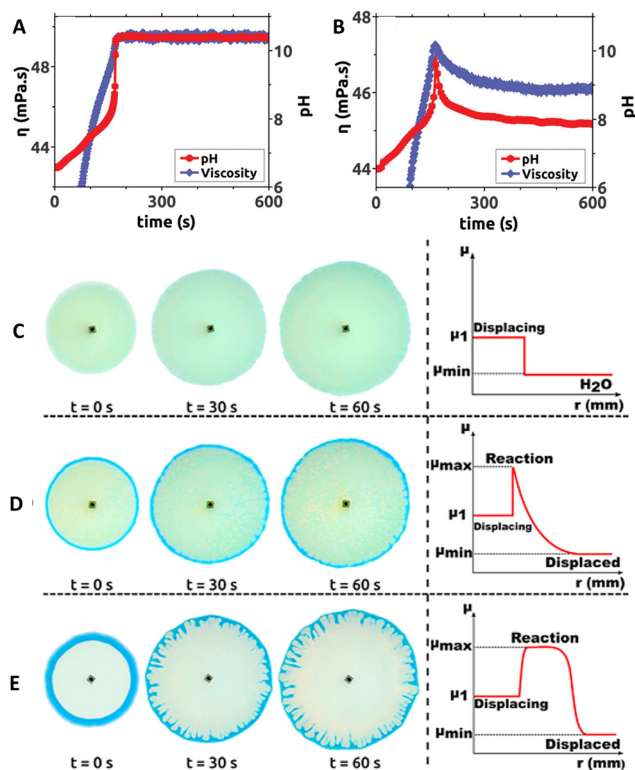 A
η (mPa.s)
48
44
10
8
6
pH
pH
Viscosity
0
300
600
time (s)
B
η (mPa.s)
50
48
46
44
10
8
6
pH
pH
Viscosity
0
300
600
time (s)
C
t = 0 s
t = 30 s
t = 60 s
μ
Displacing
μ1
μmin
H2O
r (mm)
D
t = 0 s
t = 30 s
t = 60 s
μ
μmax
Reaction
μ1
Displacing
μmin
Displaced
r (mm)
E
t = 0 s
t = 30 s
t = 60 s
μ
μmax
Reaction
μ1
Displacing
μmin
Displaced
r (mm)